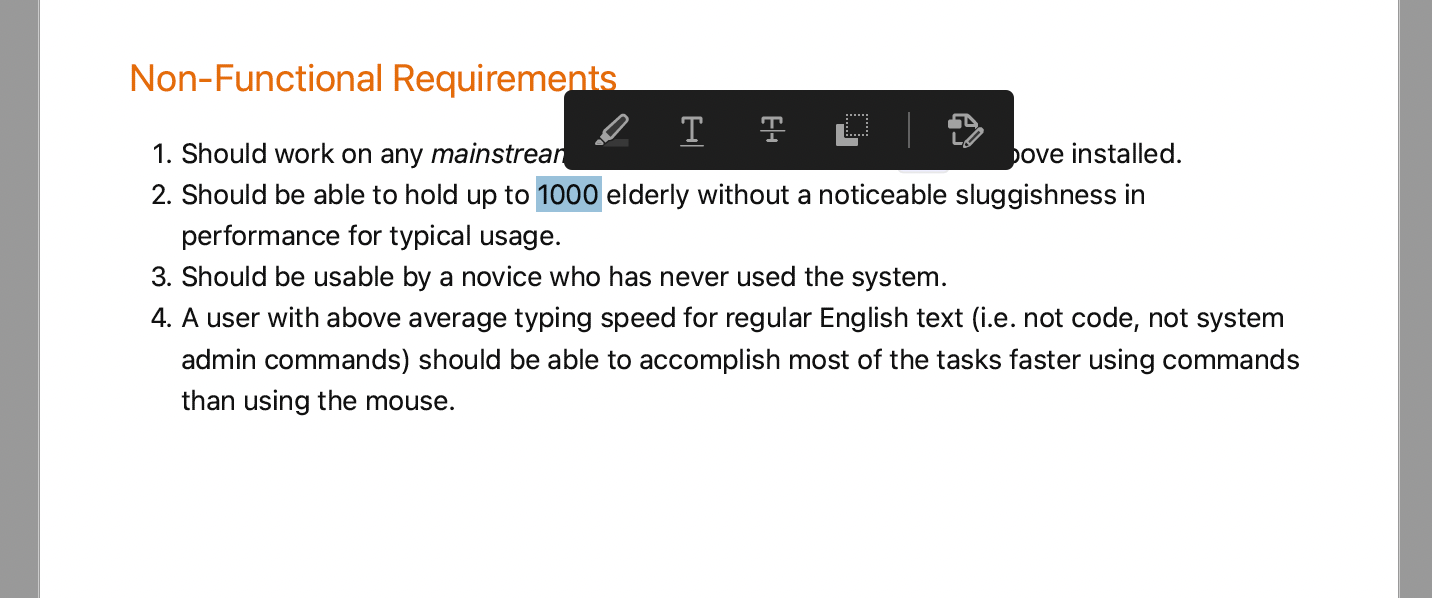 Non-Functional Requirements
1. Should work on any installed.
2. Should be able to hold up to 1000 elderly without a noticeable sluggishness in
performance for typical usage.
3. Should be usable by a novice who has never used the system.
4. A user with above average typing speed for regular English text (i.e. not code, not system
admin commands) should be able to accomplish most of the tasks faster using commands
than using the mouse.